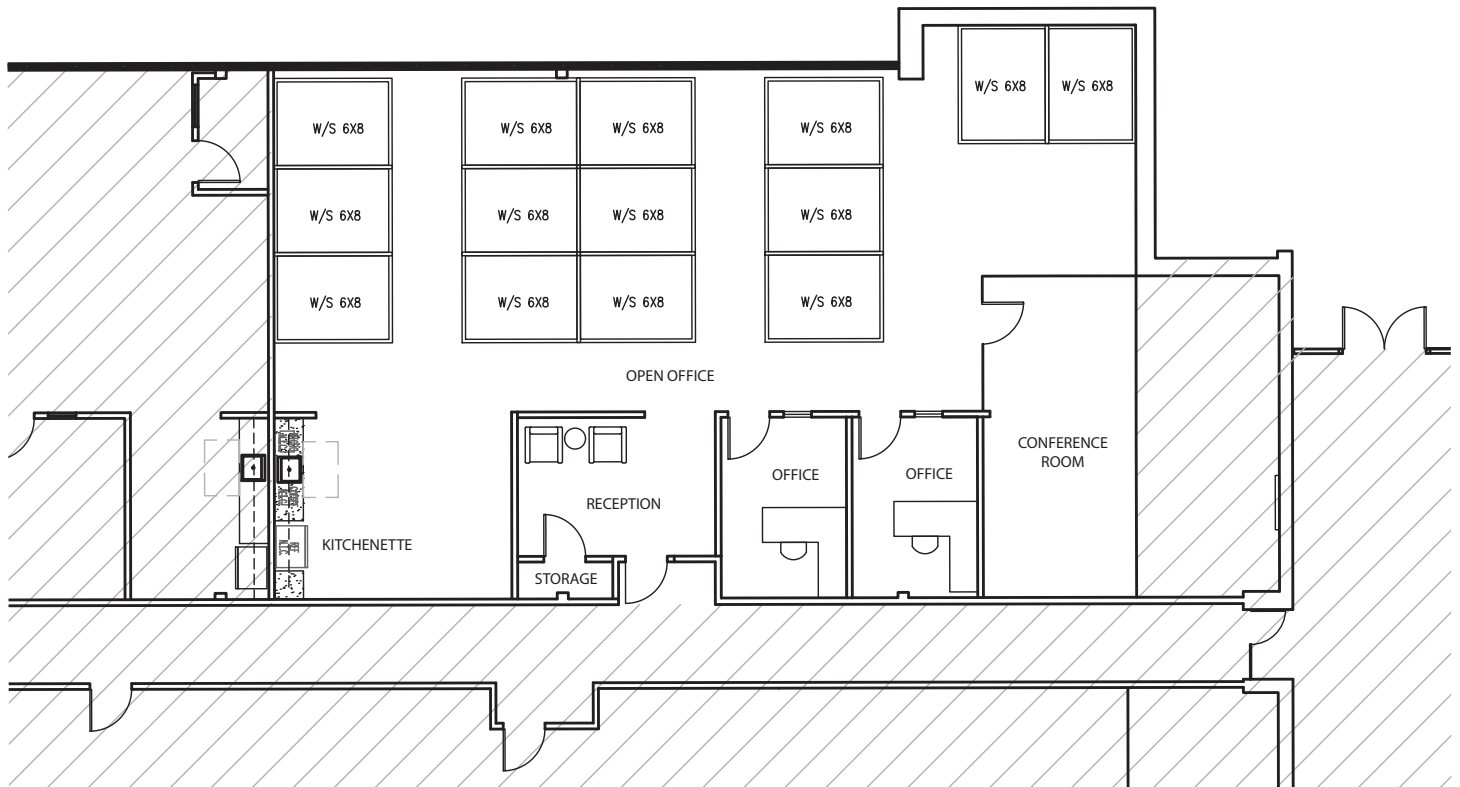 W/S 6X8 W/S 6X8
W/S 6X8 W/S 6X8 W/S 6X8 W/S 6X8
W/S 6X8 W/S 6X8 W/S 6X8 W/S 6X8
W/S 6X8 W/S 6X8 W/S 6X8 W/S 6X8
OPEN OFFICE
CONFERENCE
ROOM
OFFICE
OFFICE
RECEPTION
KITCHENETTE
STORAGE
REF.
N.I.C.